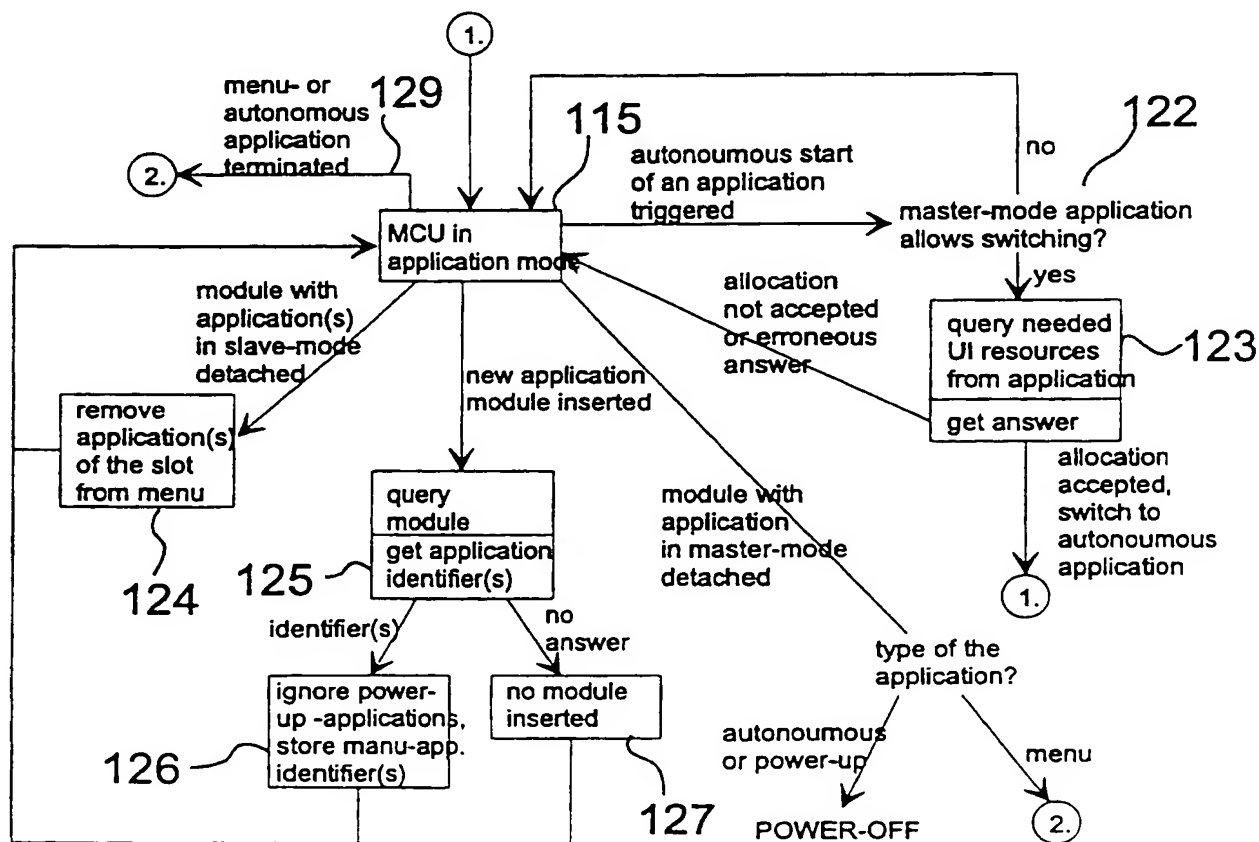 1.
menu- or
autonomous
application
terminated
129
2.
115
autonoumous start
of an application
triggered
no
122
master-mode application
allows switching?
yes
MCU in
application mode
allocation
not accepted
or erroneous
answer
query needed
UI resources
from application
get answer
123
module with
application(s)
in slave-mode
detached
new application
module inserted
remove
application(s)
of the slot
from menu
124
query
module
get application
identifier(s)
125
module with
application
in master-mode
detached
allocation
accepted,
switch to
autonoumous
application
1.
identifier(s)
no
answer
type of the
application?
ignore power-
up -applications,
store manu-app.
identifier(s)
126
no module
inserted
127
autonoumous
or power-up
menu
POWER-OFF
2.